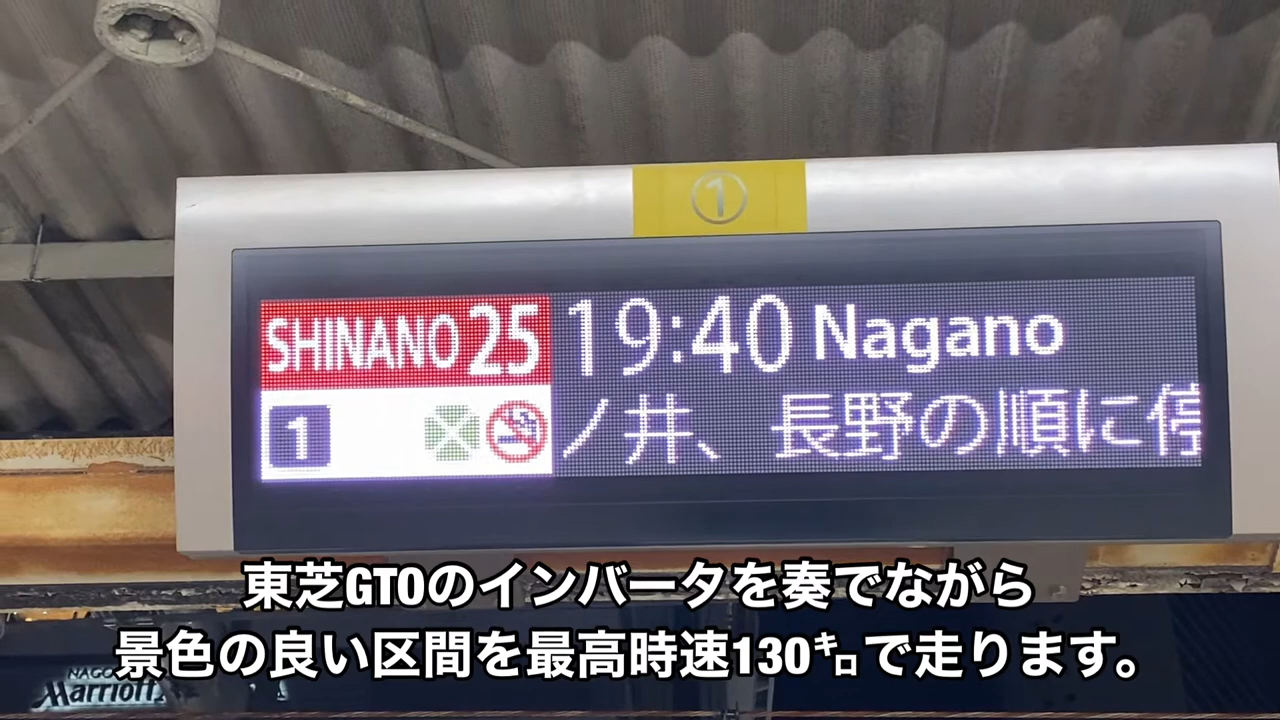 ①
SHINANO 25 19:40 Nagano
1 ノ井、長野の順に停
東芝GTOのインバータを奏でながら
景色の良い区間を最高時速130㌔で走ります。
Marriott